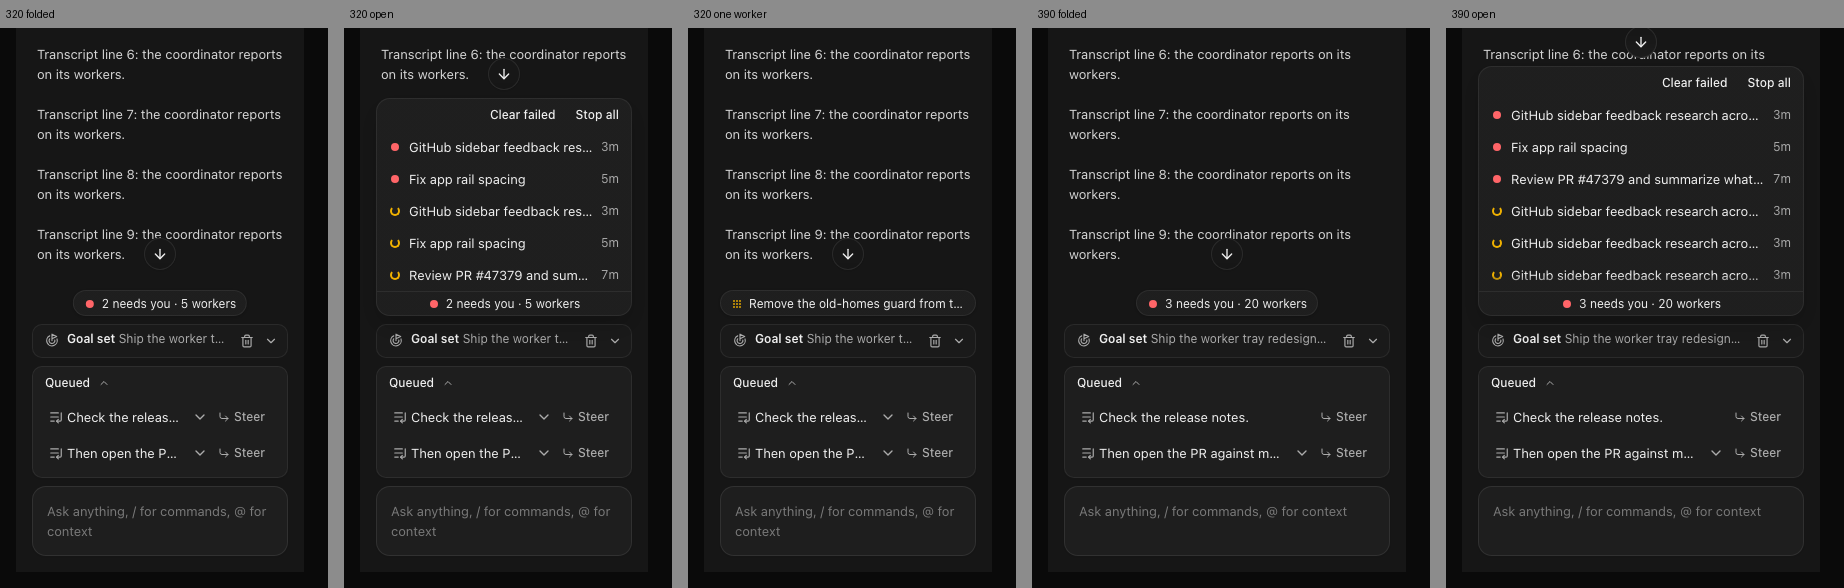 320 folded
Transcript line 6: the coordinator reports
on its workers.
Transcript line 7: the coordinator reports
on its workers.
Transcript line 8: the coordinator reports
on its workers.
Transcript line 9: the coordinator reports
on its workers.
2 needs you · 5 workers
Goal set Ship the worker t...
Queued
Check the releas... Steer
Then open the P... Steer
Ask anything, / for commands, @ for
context
320 open
Transcript line 6: the coordinator reports
on its workers.
Clear failed Stop all
GitHub sidebar feedback res... 3m
Fix app rail spacing 5m
GitHub sidebar feedback res... 3m
Fix app rail spacing 5m
Review PR #47379 and sum... 7m
2 needs you · 5 workers
Goal set Ship the worker t...
Queued
Check the releas... Steer
Then open the P... Steer
Ask anything, / for commands, @ for
context
320 one worker
Transcript line 6: the coordinator reports
on its workers.
Transcript line 7: the coordinator reports
on its workers.
Transcript line 8: the coordinator reports
on its workers.
Transcript line 9: the coordinator reports
on its workers.
Remove the old-homes guard from t...
Goal set Ship the worker t...
Queued
Check the releas... Steer
Then open the P... Steer
Ask anything, / for commands, @ for
context
390 folded
Transcript line 6: the coordinator reports on its
workers.
Transcript line 7: the coordinator reports on its
workers.
Transcript line 8: the coordinator reports on its
workers.
Transcript line 9: the coordinator reports on its
workers.
3 needs you · 20 workers
Goal set Ship the worker tray redesign...
Queued
Check the release notes. Steer
Then open the PR against m... Steer
Ask anything, / for commands, @ for context
390 open
Transcript line 6: the coordinator reports on its
Clear failed Stop all
GitHub sidebar feedback research acro... 3m
Fix app rail spacing 5m
Review PR #47379 and summarize what... 7m
GitHub sidebar feedback research acro... 3m
GitHub sidebar feedback research acro... 3m
GitHub sidebar feedback research acro... 3m
3 needs you · 20 workers
Goal set Ship the worker tray redesign...
Queued
Check the release notes. Steer
Then open the PR against m... Steer
Ask anything, / for commands, @ for context